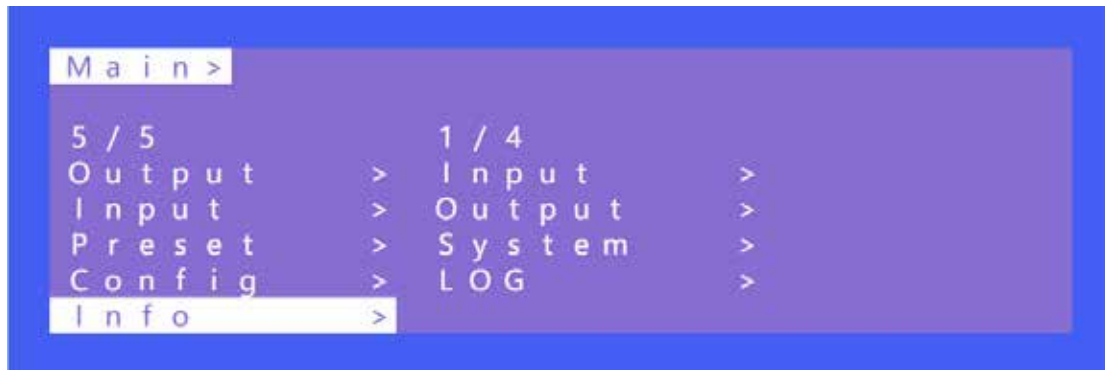 Main>
5/5 1/4
Output > Input >
Input > Output >
Preset > System >
Config > LOG >
Info >